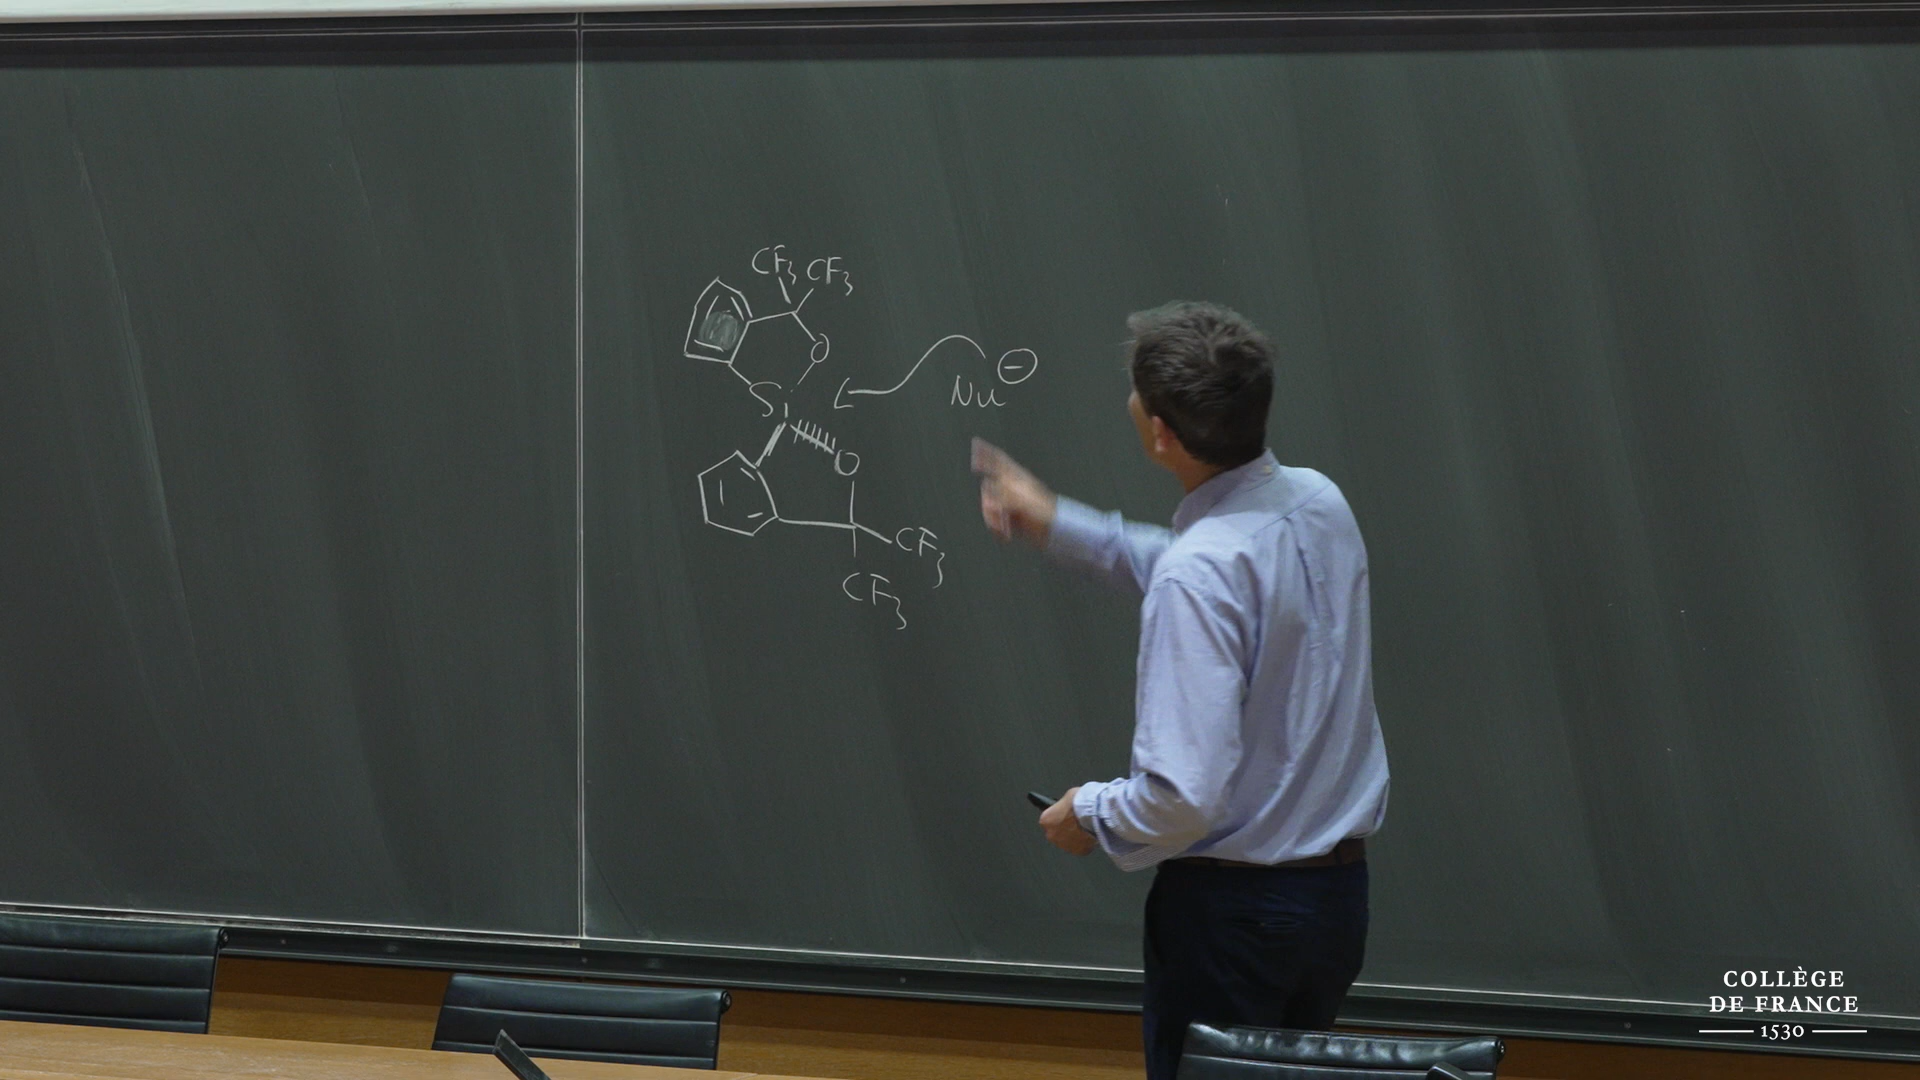 CF3 CF3
O
Si
Nu ⊖
O
CF3
CF3
COLLÈGE
DE FRANCE
1530